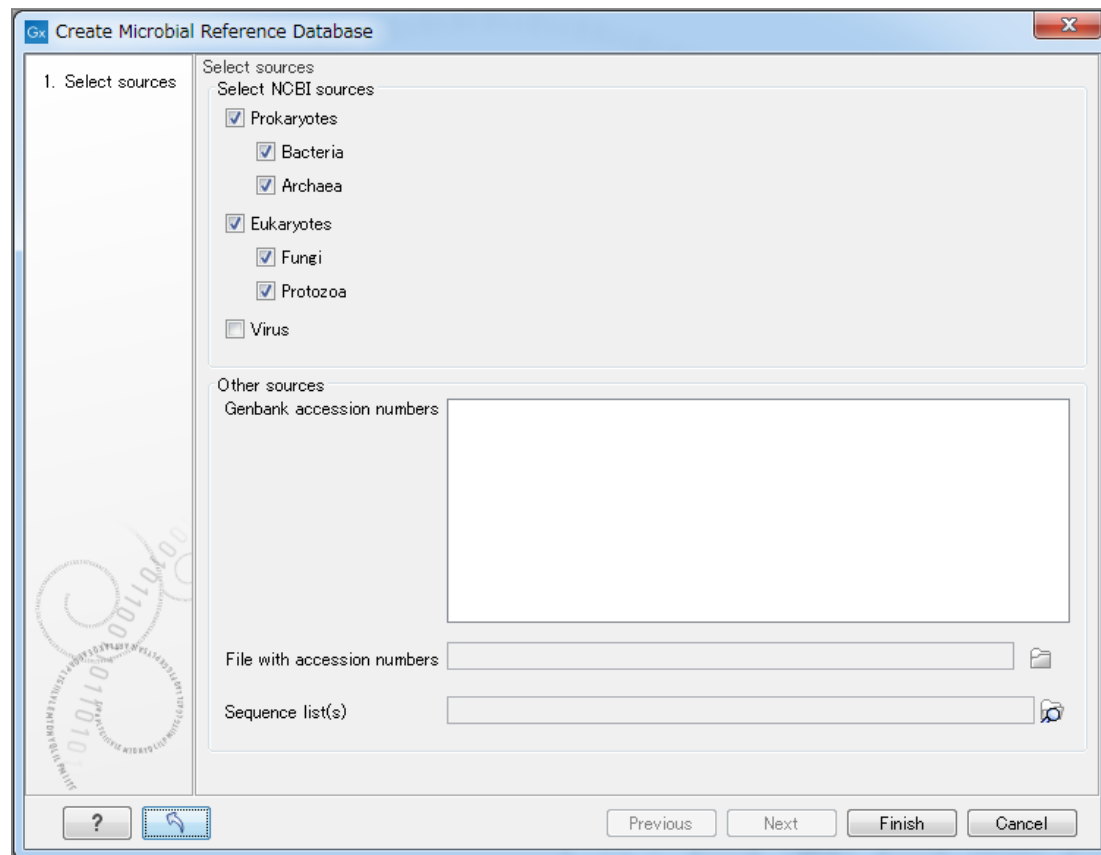 Gx Create Microbial Reference Database
X
1. Select sources
Select sources
Select NCBI sources
Prokaryotes
Bacteria
Archaea
Eukaryotes
Fungi
Protozoa
Virus
Other sources
Genbank accession numbers
File with accession numbers
Sequence list(s)
?
Previous
Next
Finish
Cancel